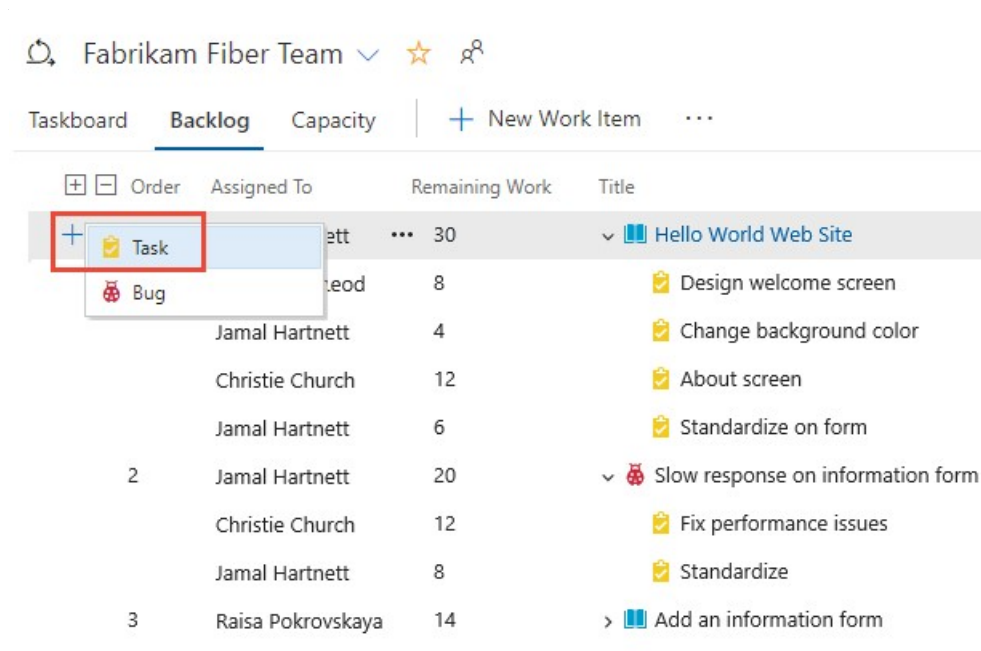 Fabrikam Fiber Team
Taskboard Backlog Capacity New Work Item ...
Order Assigned To Remaining Work Title
Task ett ... 30 Hello World Web Site
Bug
8 Design welcome screen
Jamal Hartnett 4 Change background color
Christie Church 12 About screen
Jamal Hartnett 6 Standardize on form
2 Jamal Hartnett 20 Slow response on information form
Christie Church 12 Fix performance issues
Jamal Hartnett 8 Standardize
3 Raisa Pokrovskaya 14 Add an information form